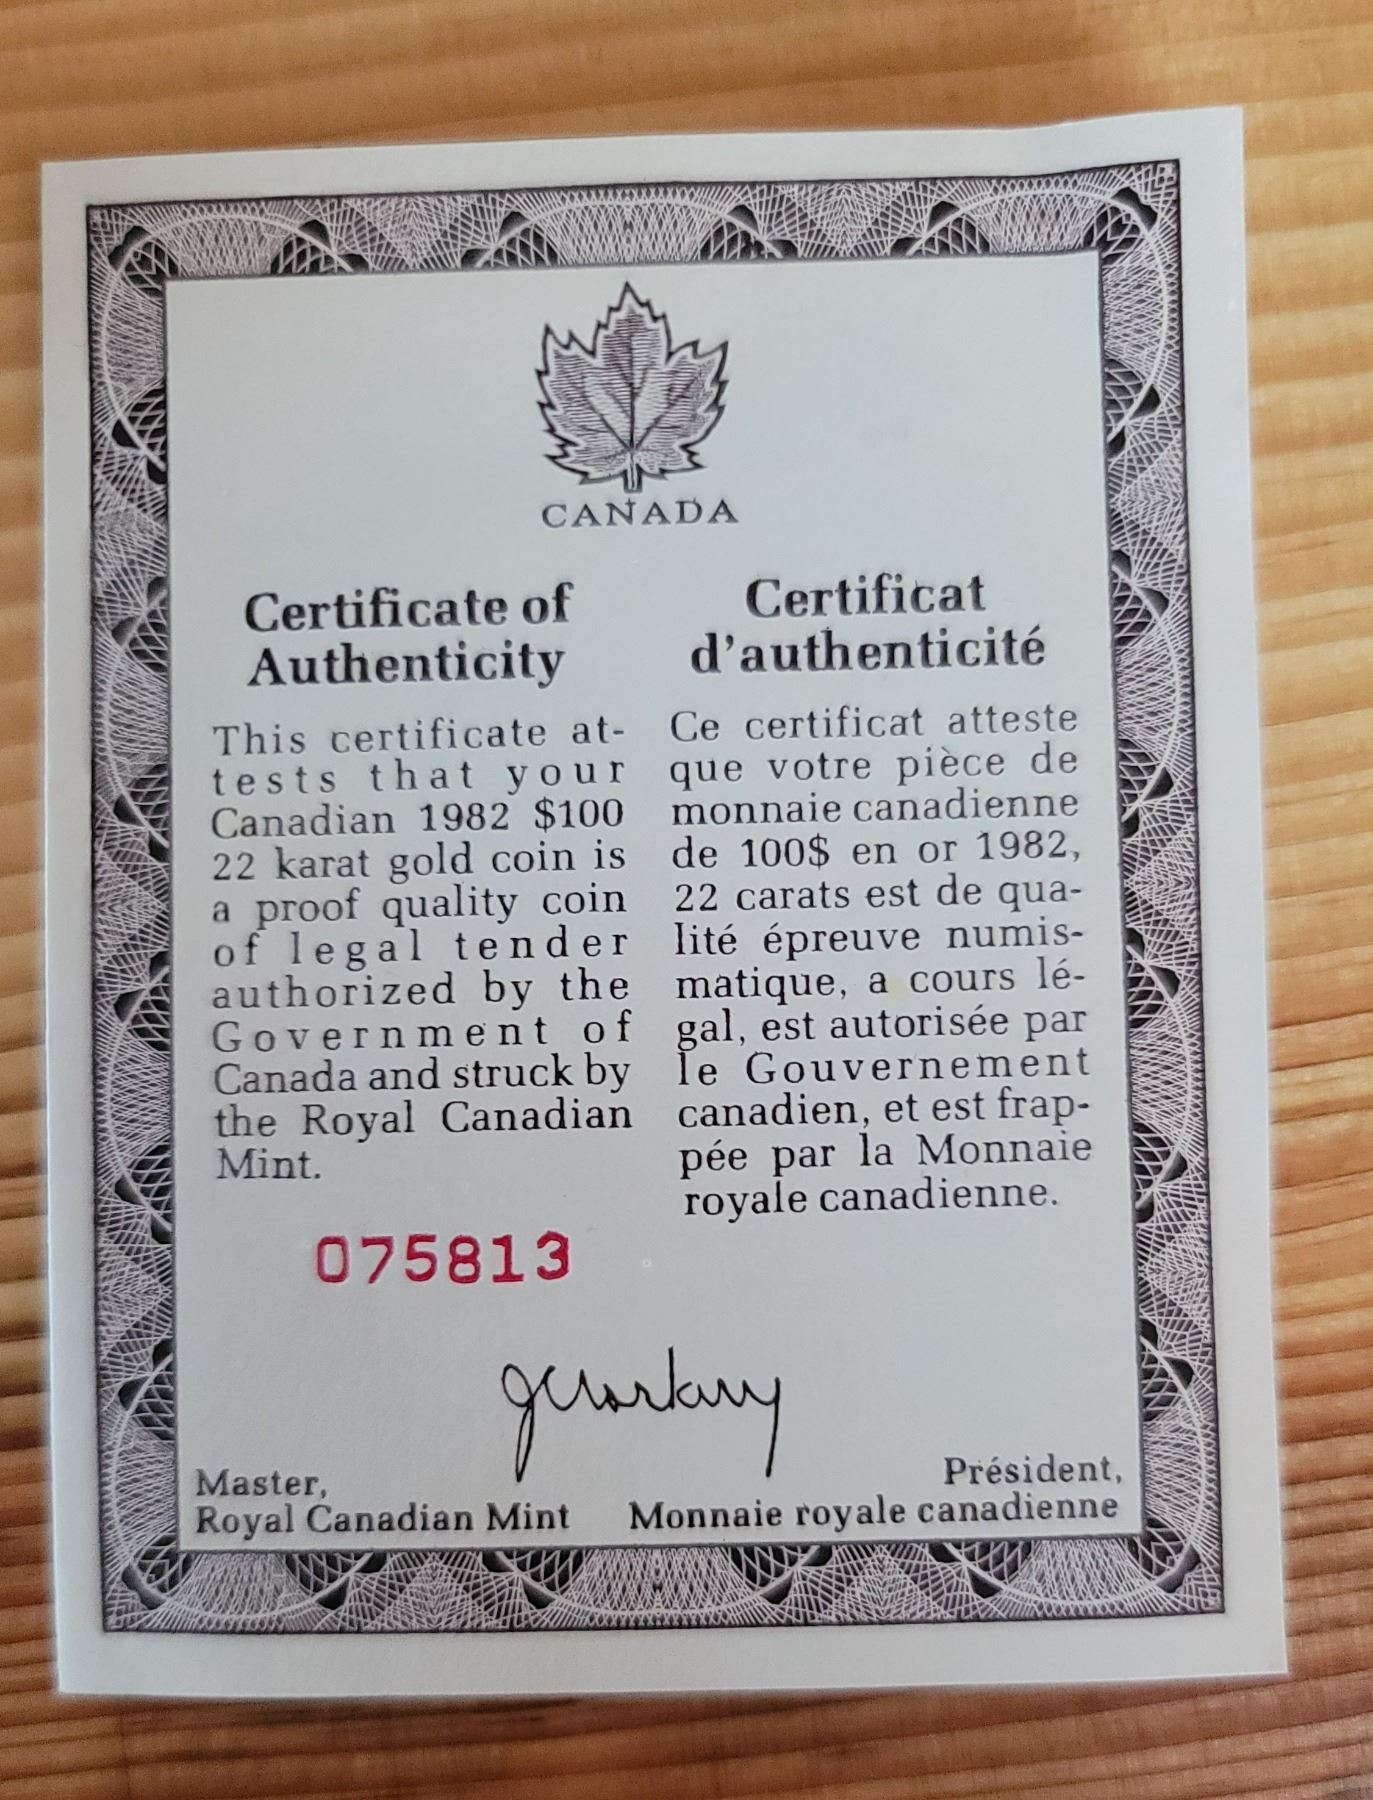 CANADA
Certificate of
Authenticity
This certificate at-
tests that your
Canadian 1982 $100
22 karat gold coin is
a proof quality coin
of legal tender
authorized by the
Government of
Canada and struck by
the Royal Canadian
Mint.
075813
Certificat
d'authenticité
Ce certificat atteste
que votre pièce de
monnaie canadienne
de 100$ en or 1982,
22 carats est de qua-
lité épreuve numis-
matique, a cours lé-
gal, est autorisée par
le Gouvernement
canadien, et est frap-
pée par la Monnaie
royale canadienne.
Master,
Royal Canadian Mint
Président,
Monnaie royale canadienne